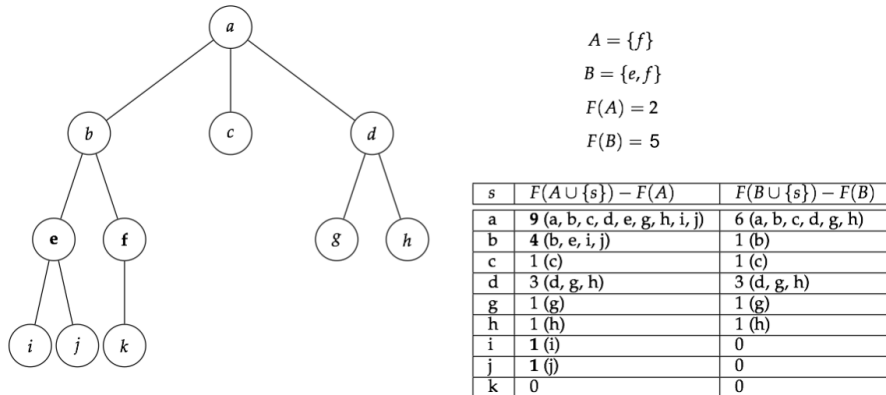 a
b
c
d
e
f
g
h
i
j
k
A = {f}
B = {e, f}
F(A) = 2
F(B) = 5
s F(A ∪ {s}) − F(A) F(B ∪ {s}) − F(B)
a 9 (a, b, c, d, e, g, h, i, j) 6 (a, b, c, d, g, h)
b 4 (b, e, i, j) 1 (b)
c 1 (c) 1 (c)
d 3 (d, g, h) 3 (d, g, h)
g 1 (g) 1 (g)
h 1 (h) 1 (h)
i 1 (i) 0
j 1 (j) 0
k 0 0